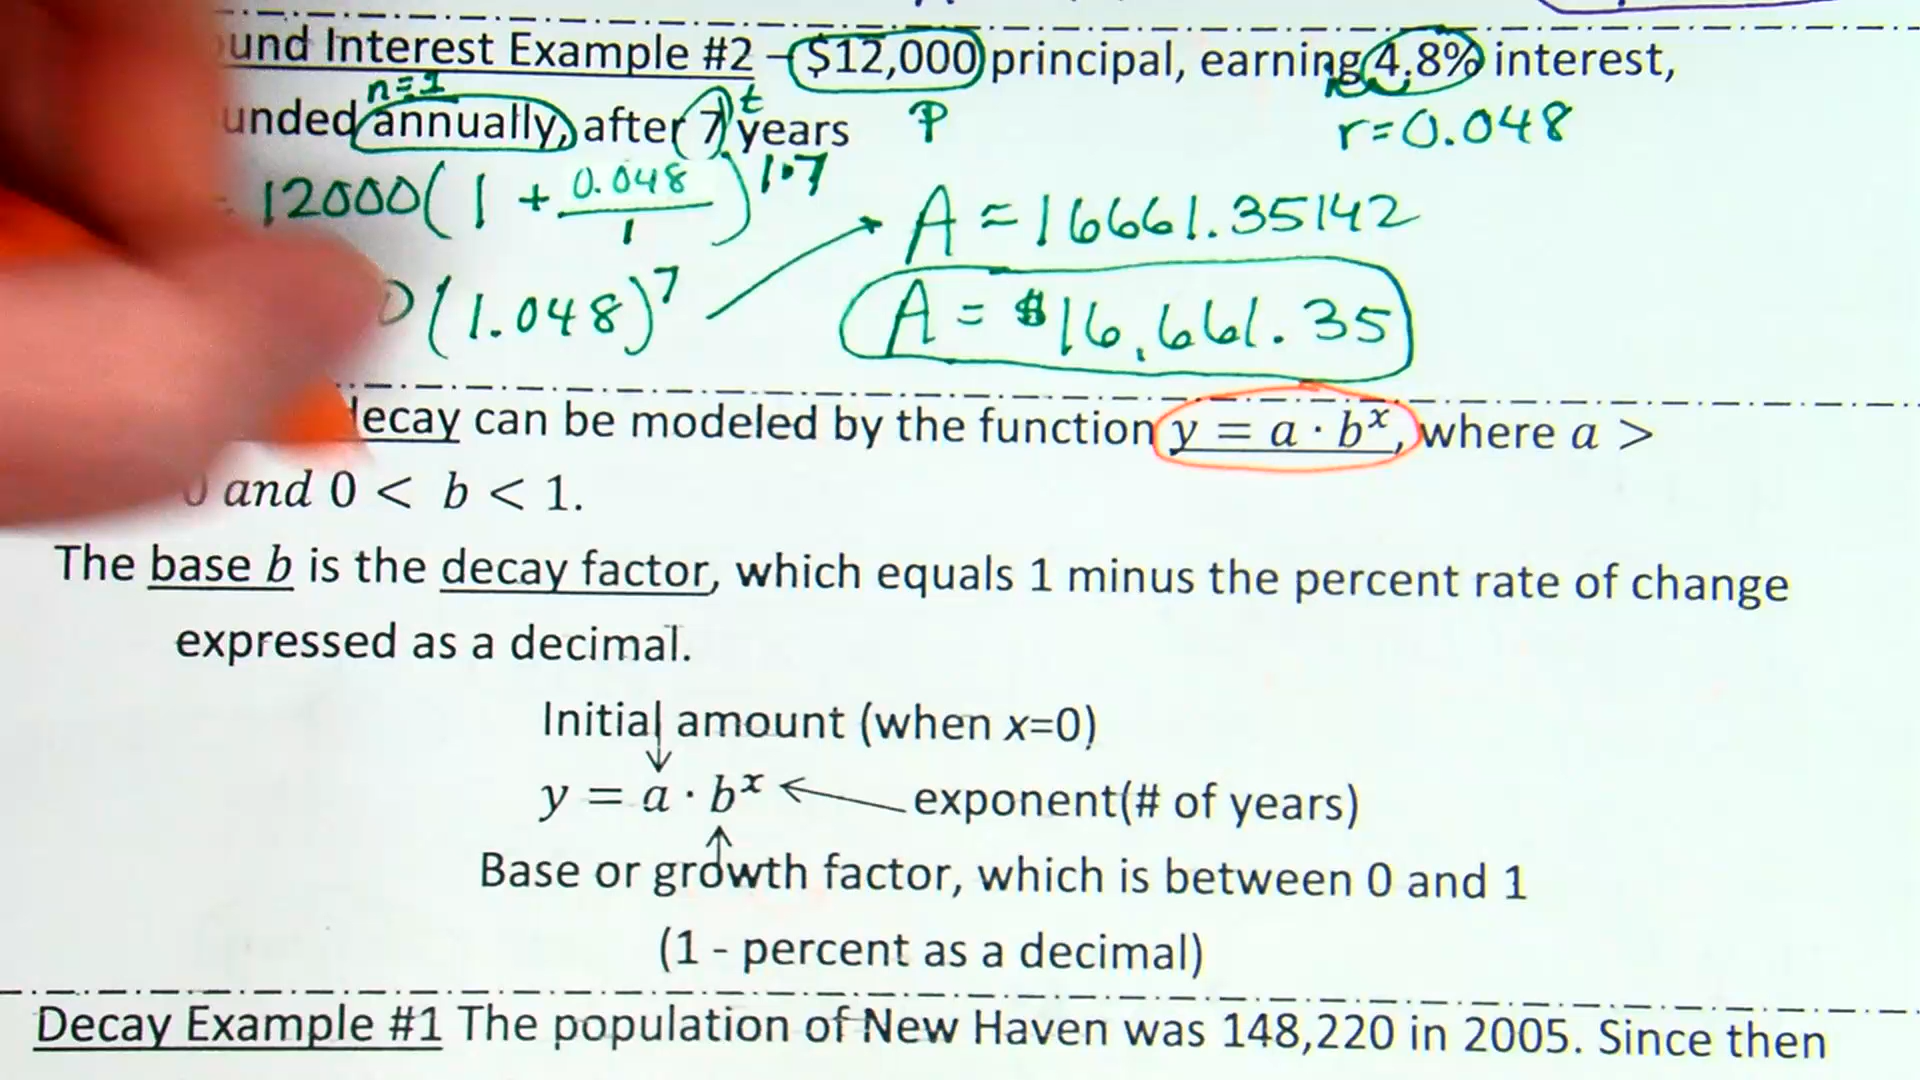 und Interest Example #2 – $12,000 principal, earning 4.8% interest,
n=1
unded annually, after 7 years t P r=0.048
= 12000(1 + 0.048/1)^1·7
A = 16661.35142
0(1.048)^7
A = $16,661.35
decay can be modeled by the function y = a · bˣ, where a >
0 and 0 < b < 1.
The base b is the decay factor, which equals 1 minus the percent rate of change
expressed as a decimal.
Initial amount (when x=0)
y = a · bˣ exponent(# of years)
Base or growth factor, which is between 0 and 1
(1 - percent as a decimal)
Decay Example #1 The population of New Haven was 148,220 in 2005. Since then